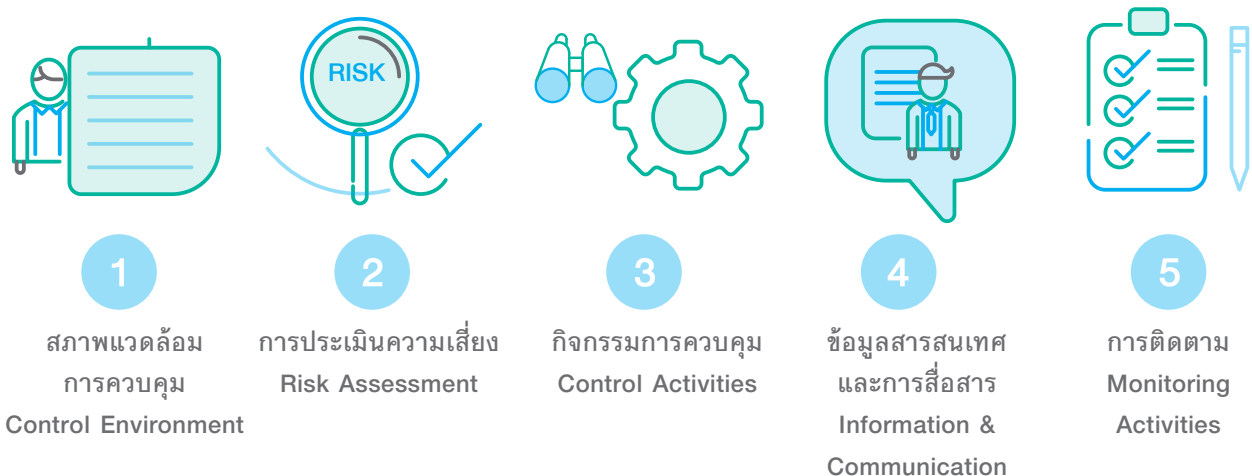 RISK
1
สภาพแวดล้อม
การควบคุม
Control Environment
2
การประเมินความเสี่ยง
Risk Assessment
3
กิจกรรมการควบคุม
Control Activities
4
ข้อมูลสารสนเทศ
และการสื่อสาร
Information &
Communication
5
การติดตาม
Monitoring
Activities